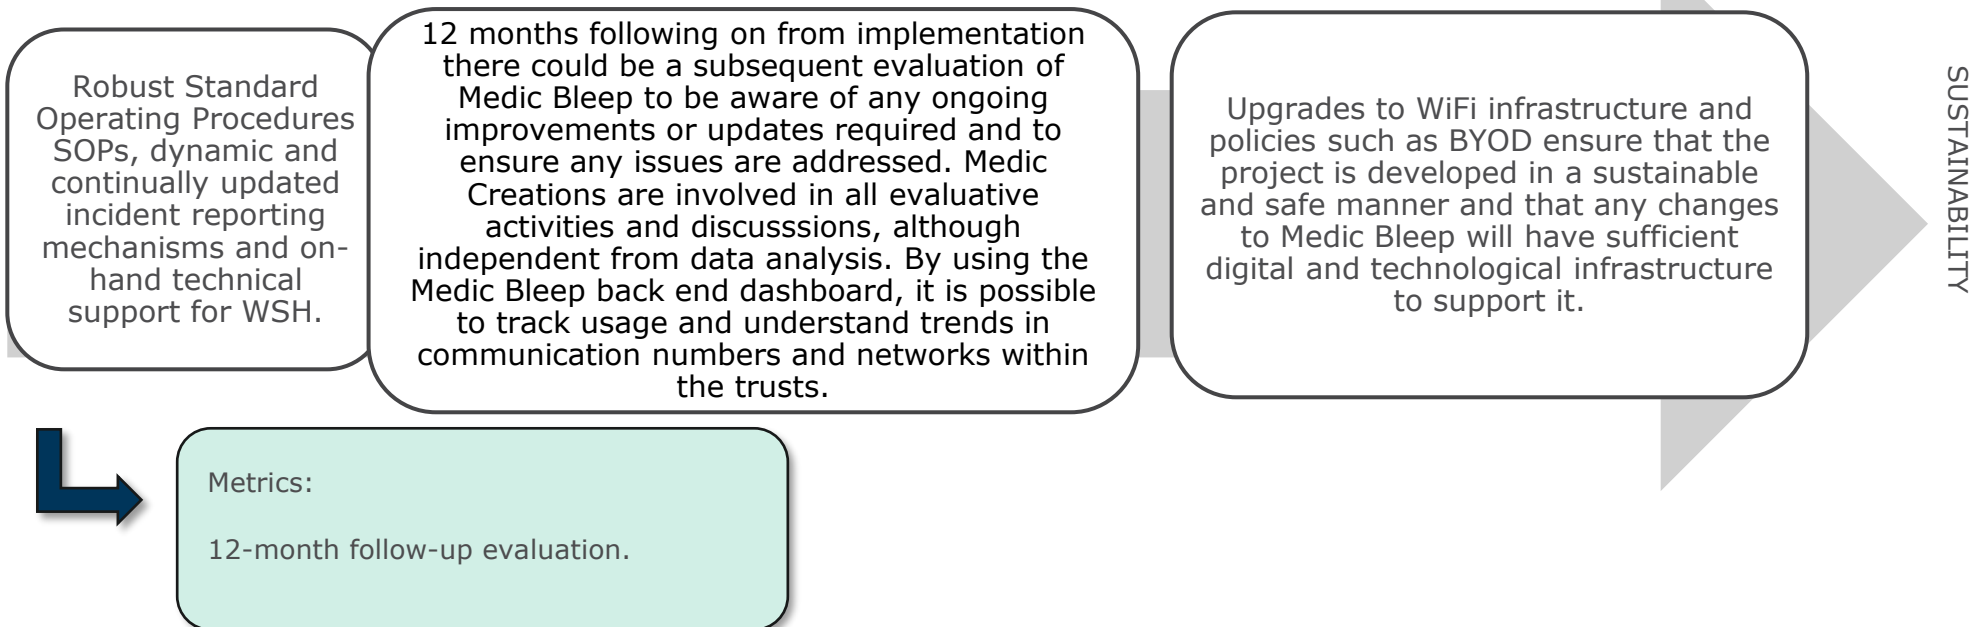 Robust Standard
Operating Procedures
SOPs, dynamic and
continually updated
incident reporting
mechanisms and on-
hand technical
support for WSH.
12 months following on from implementation
there could be a subsequent evaluation of
Medic Bleep to be aware of any ongoing
improvements or updates required and to
ensure any issues are addressed. Medic
Creations are involved in all evaluative
activities and discusssions, although
independent from data analysis. By using the
Medic Bleep back end dashboard, it is possible
to track usage and understand trends in
communication numbers and networks within
the trusts.
Upgrades to WiFi infrastructure and
policies such as BYOD ensure that the
project is developed in a sustainable
and safe manner and that any changes
to Medic Bleep will have sufficient
digital and technological infrastructure
to support it.
SUSTAINABILITY
Metrics:
12-month follow-up evaluation.